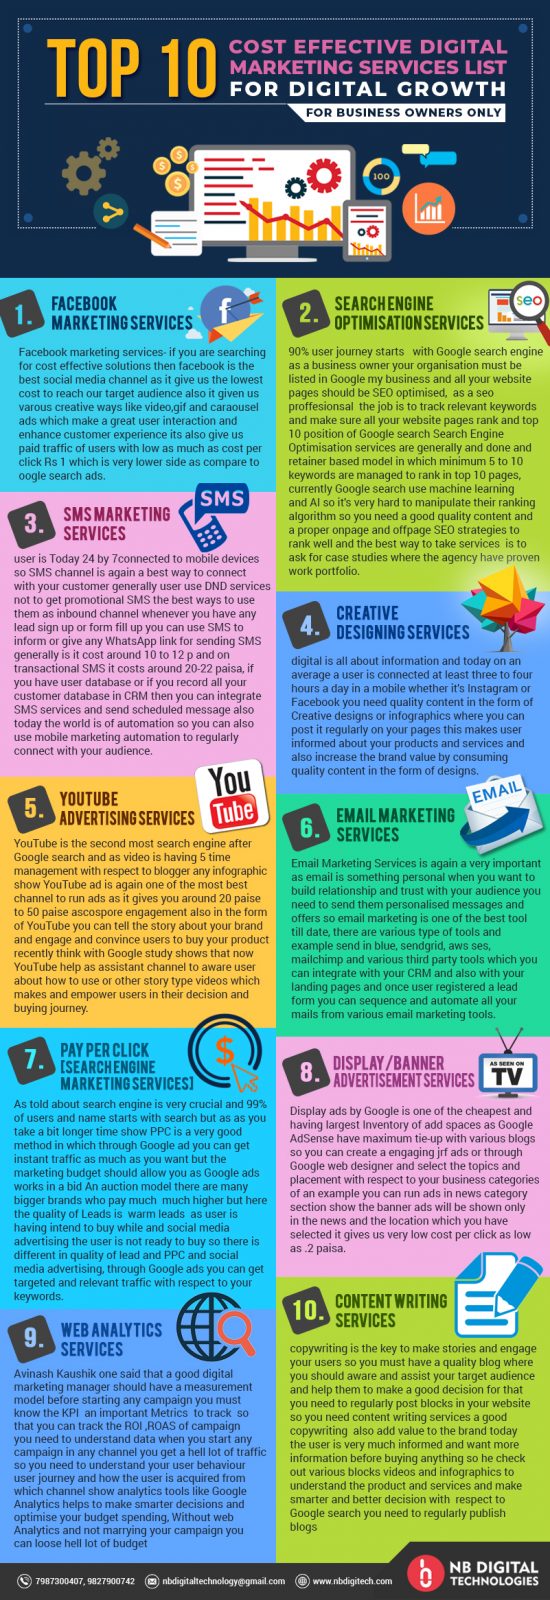 TOP 10
COST EFFECTIVE DIGITAL
MARKETING SERVICES LIST
FOR DIGITAL GROWTH
FOR BUSINESS OWNERS ONLY
100
1.
FACEBOOK
MARKETING SERVICES
f
Facebook marketing services- if you are searching
for cost effective solutions then facebook is the
best social media channel as it give us the lowest
cost to reach our target audience also it given us
varous creative ways like video,gif and caraousel
ads which make a great user interaction and
enhance customer experience its also give us
paid traffic of users with low as much as cost per
click Rs 1 which is very lower side as compare to
oogle search ads.
2.
SEARCH ENGINE
OPTIMISATION SERVICES
seo
90% user journey starts with Google search engine
as a business owner your organisation must be
listed in Google my business and all your website
pages should be SEO optimised, as a seo
proffesionsal the job is to track relevant keywords
and make sure all your website pages rank and top
10 position of Google search Search Engine
Optimisation services are generally and done and
retainer based model in which minimum 5 to 10
keywords are managed to rank in top 10 pages,
currently Google search use machine learning
and AI so it's very hard to manipulate their ranking
algorithm so you need a good quality content and
a proper onpage and offpage SEO strategies to
rank well and the best way to take services is to
ask for case studies where the agency have proven
work portfolio.
3.
SMS MARKETING
SERVICES
SMS
user is Today 24 by 7connected to mobile devices
so SMS channel is again a best way to connect
with your customer generally user use DND services
not to get promotional SMS the best ways to use
them as inbound channel whenever you have any
lead sign up or form fill up you can use SMS to
inform or give any WhatsApp link for sending SMS
generally is it cost around 10 to 12 p and on
transactional SMS it costs around 20-22 paisa, if
you have user database or if you record all your
customer database in CRM then you can integrate
SMS services and send scheduled message also
today the world is of automation so you can also
use mobile marketing automation to regularly
connect with your audience.
4.
CREATIVE
DESIGNING SERVICES
digital is all about information and today on an
average a user is connected at least three to four
hours a day in a mobile whether it's Instagram or
Facebook you need quality content in the form of
Creative designs or infographics where you can
post it regularly on your pages this makes user
informed about your products and services and
also increase the brand value by consuming
quality content in the form of designs.
5.
YOUTUBE
ADVERTISING SERVICES
You
Tube
YouTube is the second most search engine after
Google search and as video is having 5 time
management with respect to blogger any infographic
show YouTube ad is again one of the most best
channel to run ads as it gives you around 20 paise
to 50 paise ascospore engagement also in the form
of YouTube you can tell the story about your brand
and engage and convince users to buy your product
recently think with Google study shows that now
YouTube help as assistant channel to aware user
about how to use or other story type videos which
makes and empower users in their decision and
buying journey.
6.
EMAIL MARKETING
SERVICES
EMAIL
Email Marketing Services is again a very important
as email is something personal when you want to
build relationship and trust with your audience you
need to send them personalised messages and
offers so email marketing is one of the best tool
till date, there are various type of tools and
example send in blue, sendgrid, aws ses,
mailchimp and various third party tools which you
can integrate with your CRM and also with your
landing pages and once user registered a lead
form you can sequence and automate all your
mails from various email marketing tools.
7.
PAY PER CLICK
[SEARCH ENGINE
MARKETING SERVICES]
$
As told about search engine is very crucial and 99%
of users and name starts with search but as as you
take a bit longer time show PPC is a very good
method in which through Google ad you can get
instant traffic as much as you want but the
marketing budget should allow you as Google ads
works in a bid An auction model there are many
bigger brands who pay much much higher but here
the quality of Leads is warm leads as user is
having intend to buy while and social media
advertising the user is not ready to buy so there is
different in quality of lead and PPC and social
media advertising, through Google ads you can get
targeted and relevant traffic with respect to your
keywords.
8.
DISPLAY / BANNER
ADVERTISEMENT SERVICES
AS SEEN ON
TV
Display ads by Google is one of the cheapest and
having largest Inventory of add spaces as Google
AdSense have maximum tie-up with various blogs
so you can create a engaging jrf ads or through
Google web designer and select the topics and
placement with respect to your business categories
of an example you can run ads in news category
section show the banner ads will be shown only
in the news and the location which you have
selected it gives us very low cost per click as low
as .2 paisa.
9.
WEB ANALYTICS
SERVICES
Avinash Kaushik one said that a good digital
marketing manager should have a measurement
model before starting any campaign you must
know the KPI an important Metrics to track so
that you can track the ROI ,ROAS of campaign
you need to understand data when you start any
campaign in any channel you get a hell lot of traffic
so you need to understand your user behaviour
user journey and how the user is acquired from
which channel show analytics tools like Google
Analytics helps to make smarter decisions and
optimise your budget spending, Without web
Analytics and not marrying your campaign you
can loose hell lot of budget
10.
CONTENT WRITING
SERVICES
copywriting is the key to make stories and engage
your users so you must have a quality blog where
you should aware and assist your target audience
and help them to make a good decision for that
you need to regularly post blocks in your website
so you need content writing services a good
copywriting also add value to the brand today
the user is very much informed and want more
information before buying anything so he check
out various blocks videos and infographics to
understand the product and services and make
smarter and better decision with respect to
Google search you need to regularly publish
blogs
7987300407, 9827900742
nbdigitaltechnology@gmail.com
www.nbdigitech.com
NB DIGITAL
TECHNOLOGIES